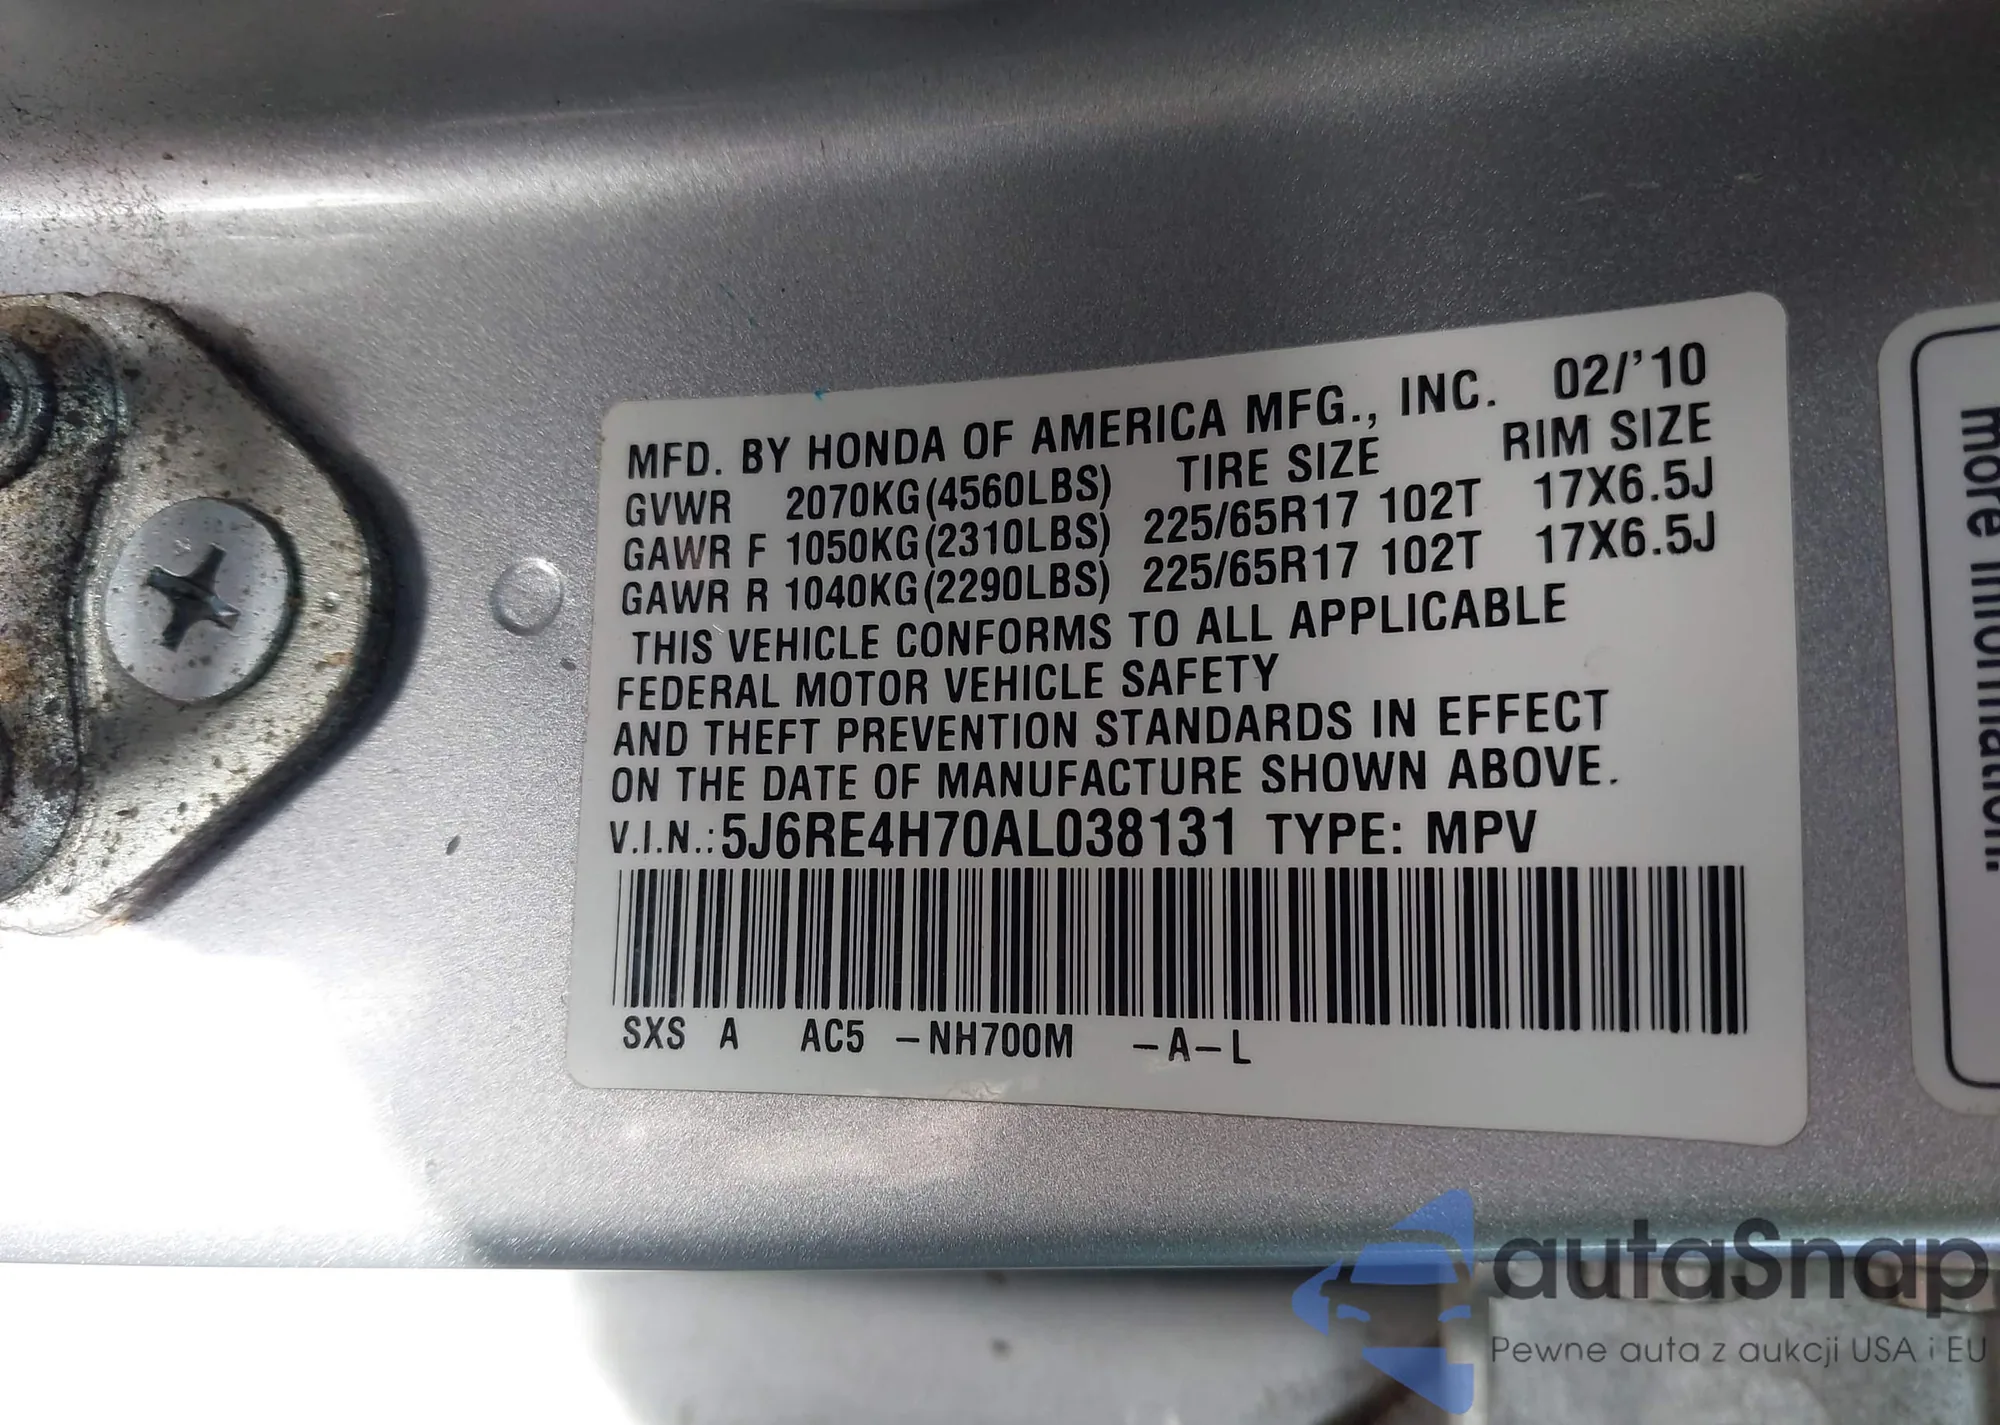 MFD. BY HONDA OF AMERICA MFG., INC. 02/'10
TIRE SIZE RIM SIZE
GVWR 2070KG(4560LBS)
GAWR F 1050KG(2310LBS) 225/65R17 102T 17X6.5J
GAWR R 1040KG(2290LBS) 225/65R17 102T 17X6.5J
THIS VEHICLE CONFORMS TO ALL APPLICABLE
FEDERAL MOTOR VEHICLE SAFETY
AND THEFT PREVENTION STANDARDS IN EFFECT
ON THE DATE OF MANUFACTURE SHOWN ABOVE.
V.I.N.: 5J6RE4H70AL038131 TYPE: MPV
SXS A AC5 -NH700M -A-L
more information..
autaSnap
Pewne auta z aukcji USA i EU